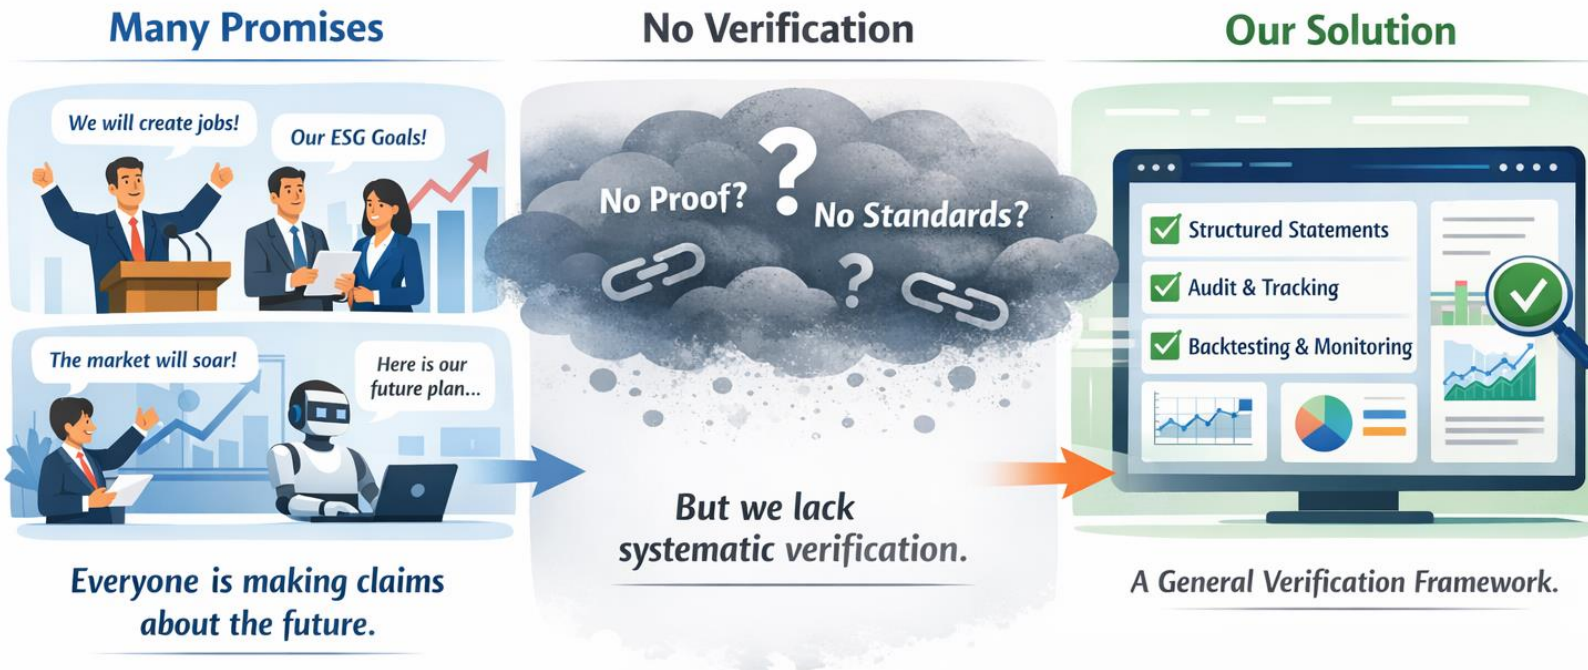 Many Promises
We will create jobs!
Our ESG Goals!
The market will soar!
Here is our
future plan...
Everyone is making claims
about the future.
No Verification
No Proof?
?
No Standards?
?
But we lack
systematic verification.
Our Solution
Structured Statements
Audit & Tracking
Backtesting & Monitoring
A General Verification Framework.